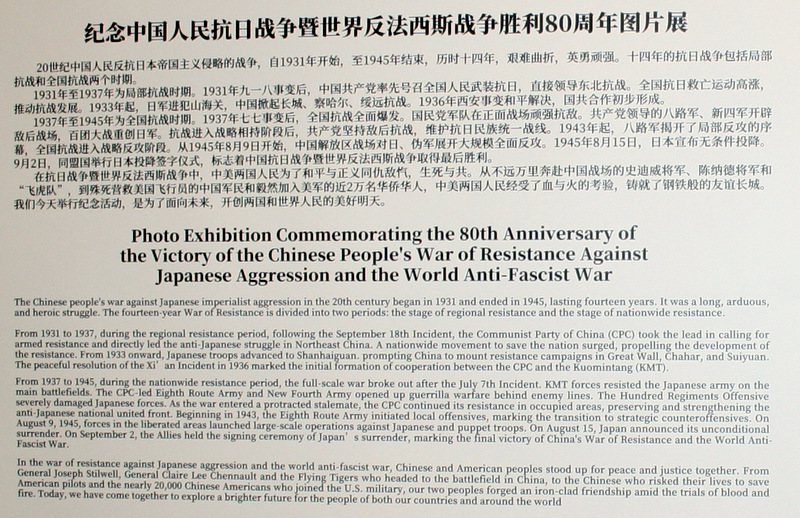 纪念中国人民抗日战争暨世界反法西斯战争胜利80周年图片展
20世纪中国人民反抗日本帝国主义侵略的战争，自1931年开始，至1945年结束，历时十四年，艰难曲折，英勇顽强。十四年的抗日战争包括局部
抗战和全国抗战两个时期。
1931年至1937年为局部抗战时期。1931年九一八事变后，中国共产党率先号召全国人民武装抗日，直接领导东北抗战。全国抗日救亡运动高涨，
推动抗战发展。1933年起，日军进犯山海关，中国掀起长城、察哈尔、绥远抗战。1936年西安事变和平解决，国共合作初步形成。
1937年至1945年为全国抗战时期。1937年七七事变后，全国抗战全面爆发。国民党军队在正面战场顽强抗敌。共产党领导的八路军、新四军开辟
敌后战场，百团大战重创日军。抗战进入战略相持阶段后，共产党坚持敌后抗战，维护抗日民族统一战线。1943年起，八路军揭开了局部反攻的序
幕，全国抗战进入战略反攻阶段。从1945年8月9日开始，中国解放区战场对日、伪军展开大规模全面反攻。1945年8月15日，日本宣布无条件投降。
9月2日，同盟国举行日本投降签字仪式，标志着中国抗日战争暨世界反法西斯战争取得最后胜利。
在抗日战争暨世界反法西斯战争中，中美两国人民为了和平与正义同仇敌忾，生死与共。从不远万里奔赴中国战场的史迪威将军、陈纳德将军和
“飞虎队”，到殊死营救美国飞行员的中国军民和毅然加入美军的近2万名华侨华人，中美两国人民经受了血与火的考验，铸就了钢铁般的友谊长城。
我们今天举行纪念活动，是为了面向未来，开创两国和世界人民的美好明天。
Photo Exhibition Commemorating the 80th Anniversary of
the Victory of the Chinese People's War of Resistance Against
Japanese Aggression and the World Anti-Fascist War
The Chinese people's war against Japanese imperialist aggression in the 20th century began in 1931 and ended in 1945, lasting fourteen years. It was a long, arduous,
and heroic struggle. The fourteen-year War of Resistance is divided into two periods: the stage of regional resistance and the stage of nationwide resistance.
From 1931 to 1937, during the regional resistance period, following the September 18th Incident, the Communist Party of China (CPC) took the lead in calling for
armed resistance and directly led the anti-Japanese struggle in Northeast China. A nationwide movement to save the nation surged, propelling the development of
the resistance. From 1933 onward, Japanese troops advanced to Shanhaiguan. prompting China to mount resistance campaigns in Great Wall, Chahar, and Suiyuan.
The peaceful resolution of the Xi’an Incident in 1936 marked the initial formation of cooperation between the CPC and the Kuomintang (KMT).
From 1937 to 1945, during the nationwide resistance period, the full-scale war broke out after the July 7th Incident. KMT forces resisted the Japanese army on the
main battlefields. The CPC-led Eighth Route Army and New Fourth Army opened up guerrilla warfare behind enemy lines. The Hundred Regiments Offensive
severely damaged Japanese forces. As the war entered a protracted stalemate, the CPC continued its resistance in occupied areas, preserving and strengthening the
anti-Japanese national united front. Beginning in 1943, the Eighth Route Army initiated local offensives, marking the transition to strategic counteroffensives. On
August 9, 1945, forces in the liberated areas launched large-scale operations against Japanese and puppet troops. On August 15, Japan announced its unconditional
surrender. On September 2, the Allies held the signing ceremony of Japan’s surrender, marking the final victory of China's War of Resistance and the World Anti-
Fascist War.
In the war of resistance against Japanese aggression and the world anti-fascist war, Chinese and American peoples stood up for peace and justice together. From
General Joseph Stilwell, General Claire Lee Chennault and the Flying Tigers who headed to the battlefield in China, to the Chinese who risked their lives to save
American pilots and the nearly 20,000 Chinese Americans who joined the U.S. military, our two peoples forged an iron-clad friendship amid the trials of blood and
fire. Today, we have come together to explore a brighter future for the people of both our countries and around the world